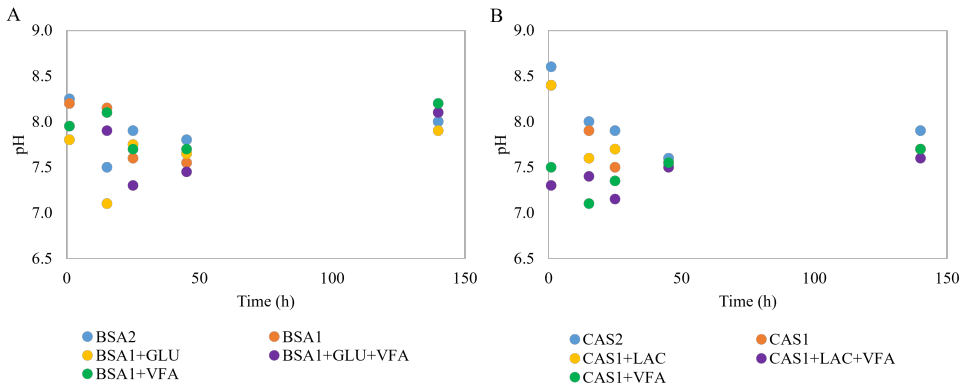 A
9.0
8.5
8.0
7.5
7.0
6.5
pH
0 50 100 150
Time (h)
BSA2 BSA1
BSA1+GLU BSA1+GLU+VFA
BSA1+VFA
B
9.0
8.5
8.0
7.5
7.0
6.5
pH
0 50 100 150
Time (h)
CAS2 CAS1
CAS1+LAC CAS1+LAC+VFA
CAS1+VFA